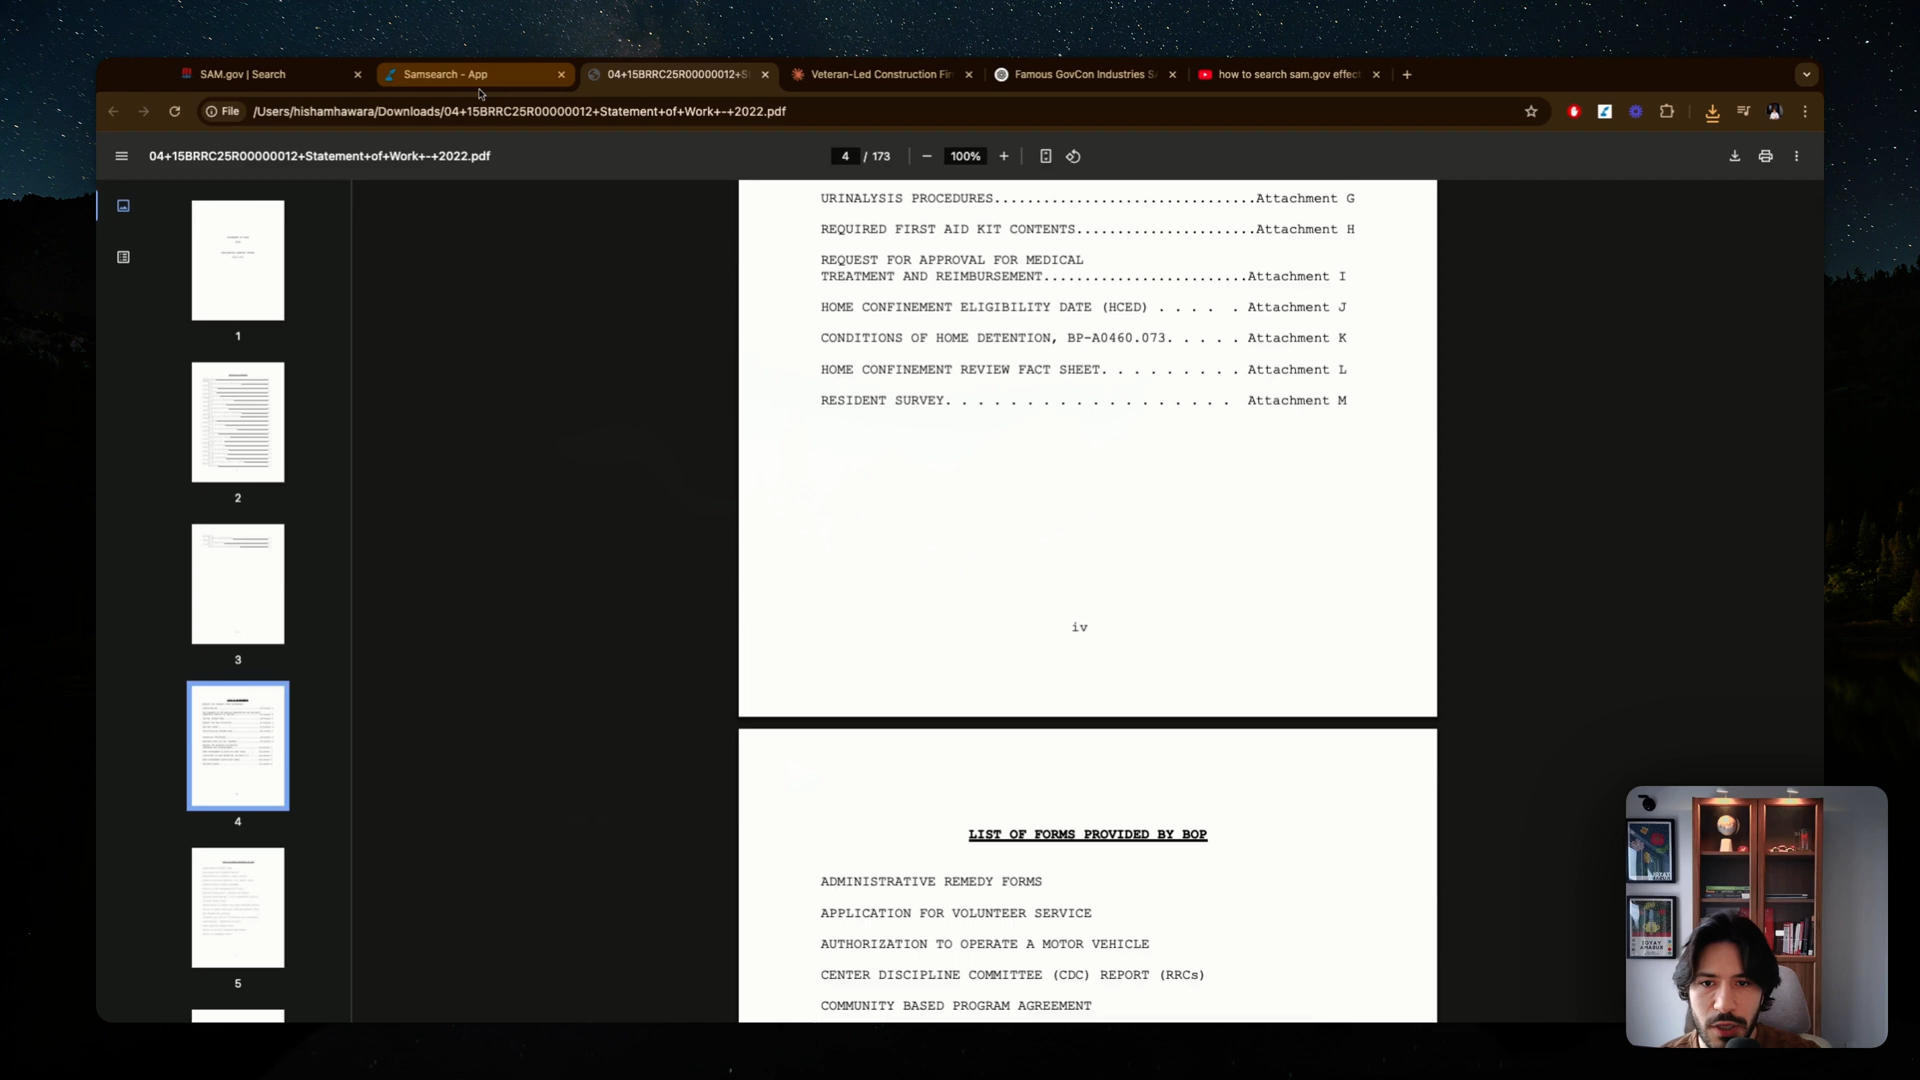 SAM.gov | Search
Samsearch - App
04+15BRRC25R00000012+S
Veteran-Led Construction Fir
Famous GovCon Industries S
how to search sam.gov effect
File
/Users/hishamhawara/Downloads/04+15BRRC25R00000012+Statement+of+Work+-+2022.pdf
04+15BRRC25R00000012+Statement+of+Work+-+2022.pdf
4 / 173
100%
1
2
3
4
5
URINALYSIS PROCEDURES................................Attachment G
REQUIRED FIRST AID KIT CONTENTS......................Attachment H
REQUEST FOR APPROVAL FOR MEDICAL
TREATMENT AND REIMBURSEMENT.........................Attachment I
HOME CONFINEMENT ELIGIBILITY DATE (HCED) . . . .  . Attachment J
CONDITIONS OF HOME DETENTION, BP-A0460.073. . . . . Attachment K
HOME CONFINEMENT REVIEW FACT SHEET. . . . . . . . . Attachment L
RESIDENT SURVEY. . . . . . . . . . . . . . . . . .  Attachment M
iv
LIST OF FORMS PROVIDED BY BOP
ADMINISTRATIVE REMEDY FORMS
APPLICATION FOR VOLUNTEER SERVICE
AUTHORIZATION TO OPERATE A MOTOR VEHICLE
CENTER DISCIPLINE COMMITTEE (CDC) REPORT (RRCs)
COMMUNITY BASED PROGRAM AGREEMENT